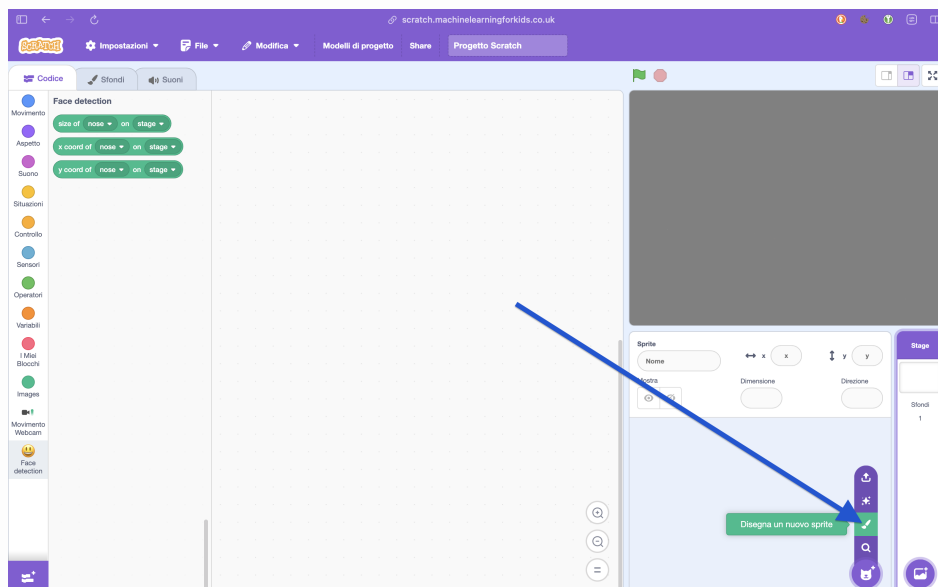 scratch.machinelearningforkids.co.uk
SCRATCH
Impostazioni
File
Modifica
Modelli di progetto
Share
Progetto Scratch
Codice
Sfondi
Suoni
Movimento
Aspetto
Suono
Situazioni
Controllo
Sensori
Operatori
Variabili
I Miei
Blocchi
Images
Movimento
Webcam
Face
detection
Face detection
size of nose on stage
x coord of nose on stage
y coord of nose on stage
Sprite
Nome
x x
y y
Mostra
Dimensione
Direzione
Disegna un nuovo sprite
Stage
Sfondi
1